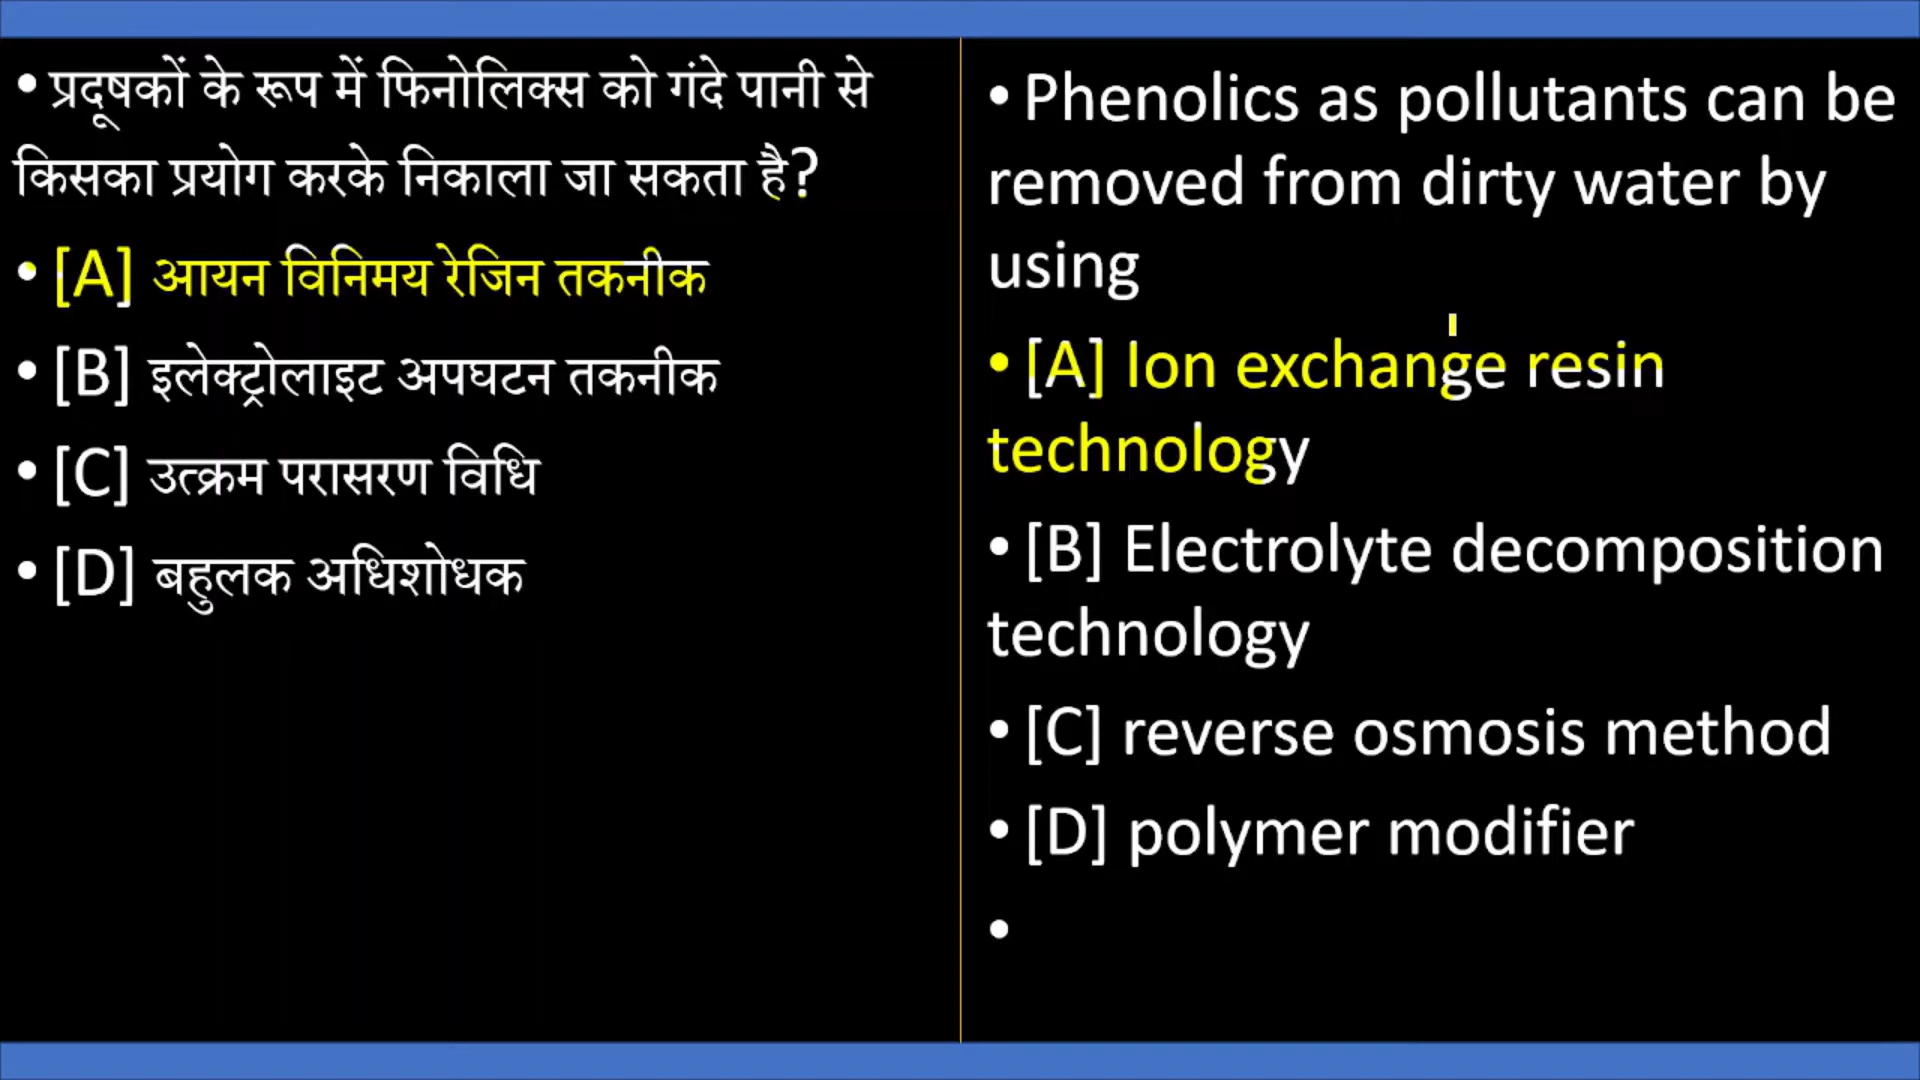 • प्रदूषकों के रूप में फिनोलिक्स को गंदे पानी से
किसका प्रयोग करके निकाला जा सकता है?
• [A] आयन विनिमय रेजिन तकनीक
• [B] इलेक्ट्रोलाइट अपघटन तकनीक
• [C] उत्क्रम परासरण विधि
• [D] बहुलक अधिशोधक
• Phenolics as pollutants can be
removed from dirty water by
using
• [A] Ion exchange resin
technology
• [B] Electrolyte decomposition
technology
• [C] reverse osmosis method
• [D] polymer modifier
•